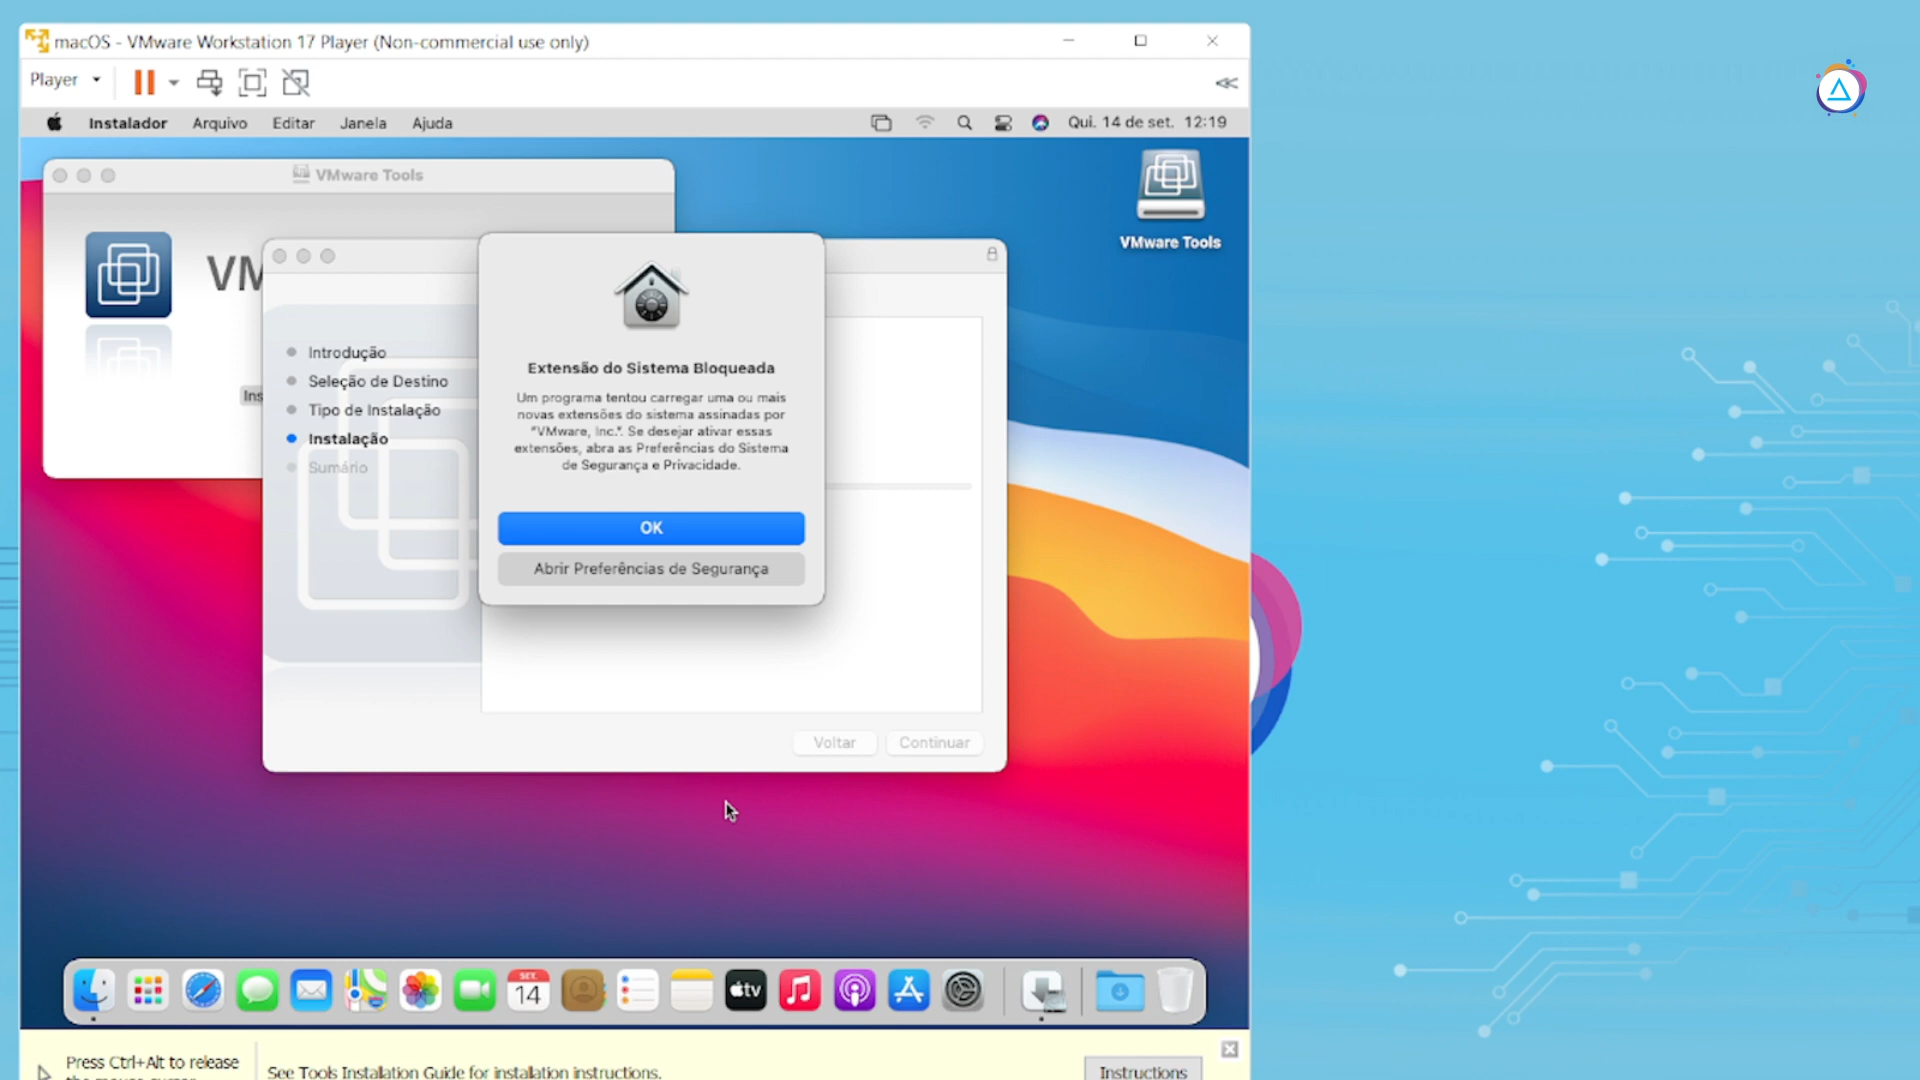 macOS - VMware Workstation 17 Player (Non-commercial use only)
Player
Instalador Arquivo Editar Janela Ajuda Qui. 14 de set. 12:19
VMware Tools
VMware Tools
VM
Ins
Introdução
Seleção de Destino
Tipo de Instalação
Instalação
Sumário
Extensão do Sistema Bloqueada
Um programa tentou carregar uma ou mais
novas extensões do sistema assinadas por
"VMware, Inc.". Se desejar ativar essas
extensões, abra as Preferências do Sistema
de Segurança e Privacidade.
OK
Abrir Preferências de Segurança
Voltar Continuar
SET.
14
tv
Press Ctrl+Alt to release
See Tools Installation Guide for installation instructions.
Instructions